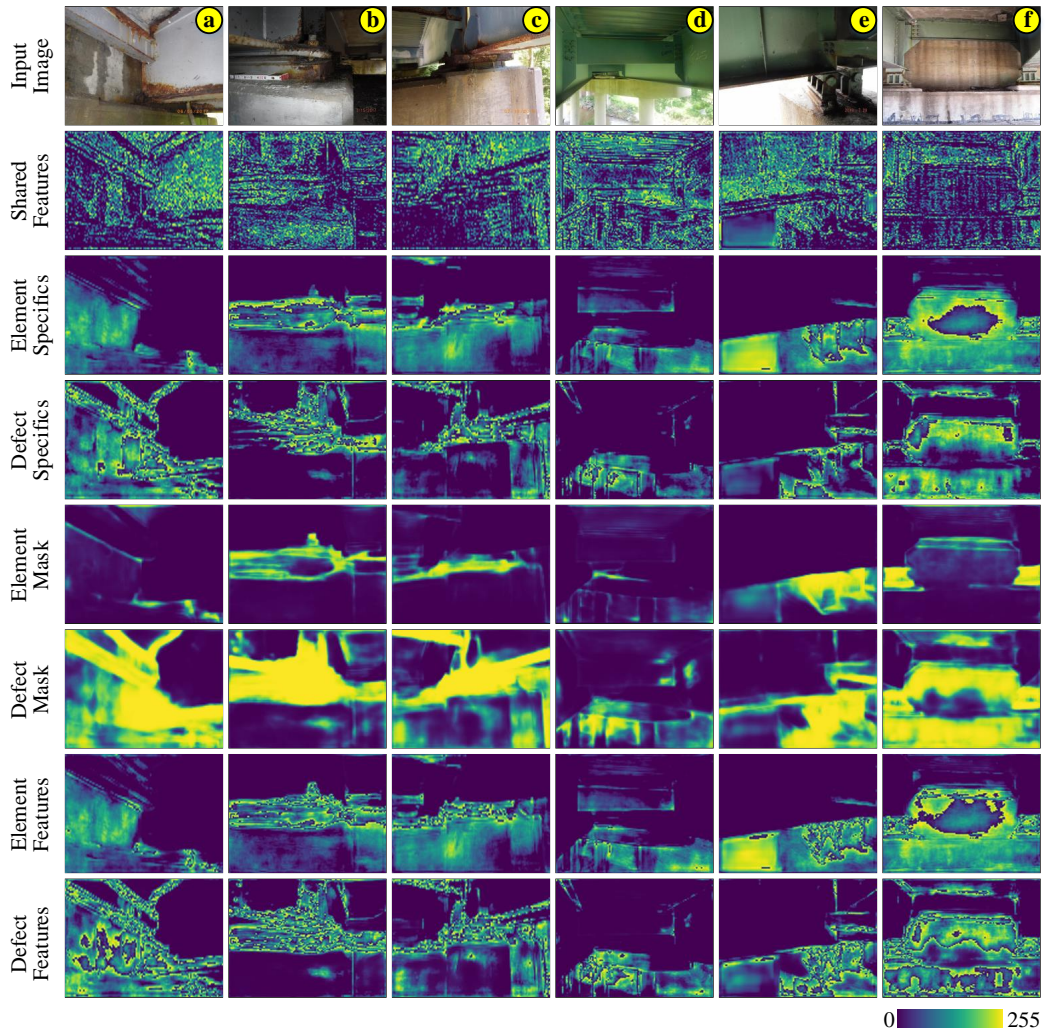 a b c d e f
Input
Image
Shared
Features
Element
Specifics
Defect
Specifics
Element
Mask
Defect
Mask
Element
Features
Defect
Features
0 255